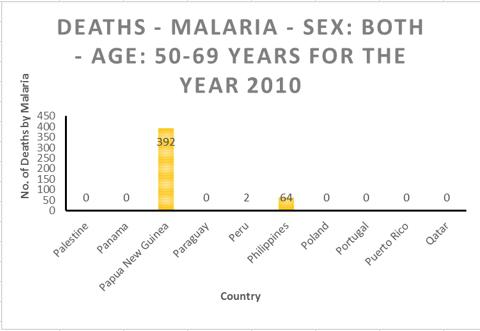 DEATHS - MALARIA - SEX: BOTH
- AGE: 50-69 YEARS FOR THE
YEAR 2010
No. of Deaths by Malaria
450
400
350
300
250
200
150
100
50
0
0
0
392
0
2
64
0
0
0
0
Palestine
Panama
Papua New Guinea
Paraguay
Peru
Philippines
Poland
Portugal
Puerto Rico
Qatar
Country